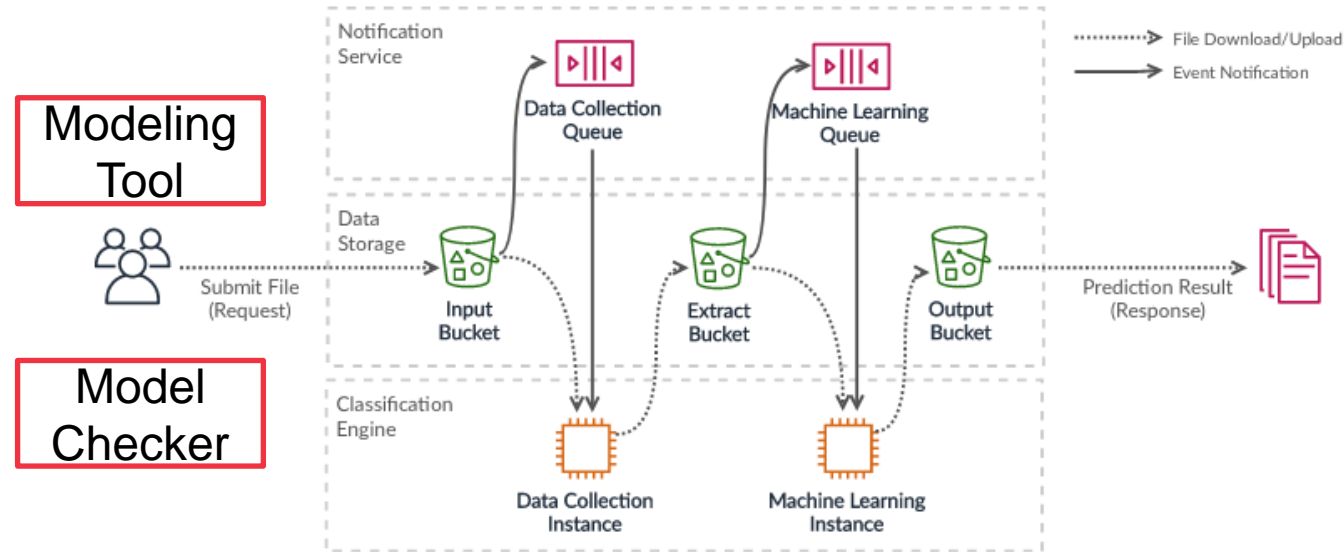 Notification
Service
Data Collection
Queue
Machine Learning
Queue
File Download/Upload
Event Notification
Modeling
Tool
Data
Storage
Submit File
(Request)
Input
Bucket
Extract
Bucket
Output
Bucket
Prediction Result
(Response)
Model
Checker
Classification
Engine
Data Collection
Instance
Machine Learning
Instance